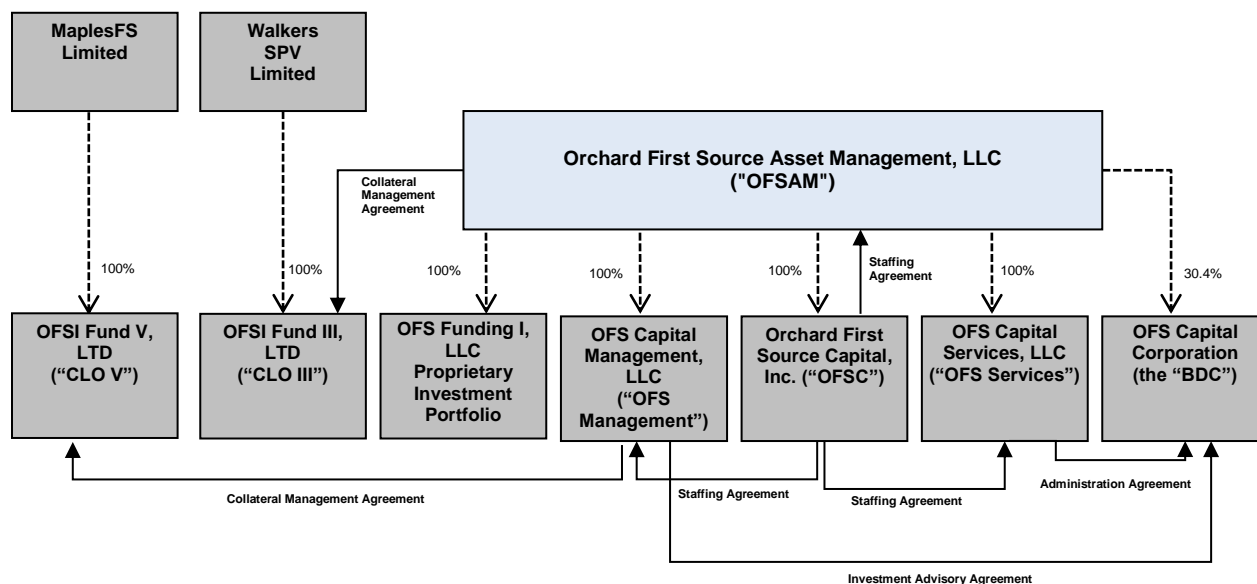 MaplesFS
Limited
Walkers
SPV
Limited
Orchard First Source Asset Management, LLC
("OFSAM")
Collateral
Management
Agreement
100%
100%
100%
100%
100%
Staffing
Agreement
100%
30.4%
OFSI Fund V,
LTD
(“CLO V”)
OFSI Fund III,
LTD
(“CLO III”)
OFS Funding I,
LLC
Proprietary
Investment
Portfolio
OFS Capital
Management,
LLC
(“OFS
Management”)
Orchard First
Source Capital,
Inc. (“OFSC”)
OFS Capital
Services, LLC
(“OFS Services”)
OFS Capital
Corporation
(the “BDC”)
Collateral Management Agreement
Staffing Agreement
Staffing Agreement
Administration Agreement
Investment Advisory Agreement